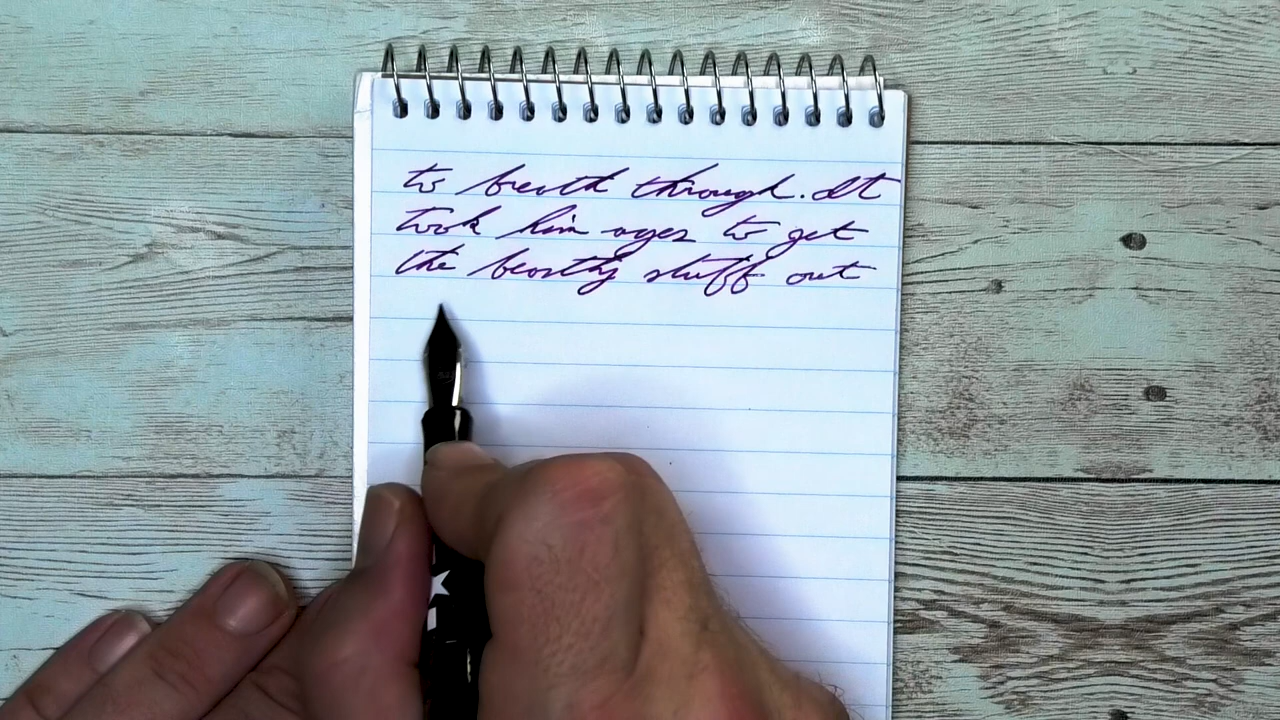 to breath through. It
took him ages to get
the beastly stuff out